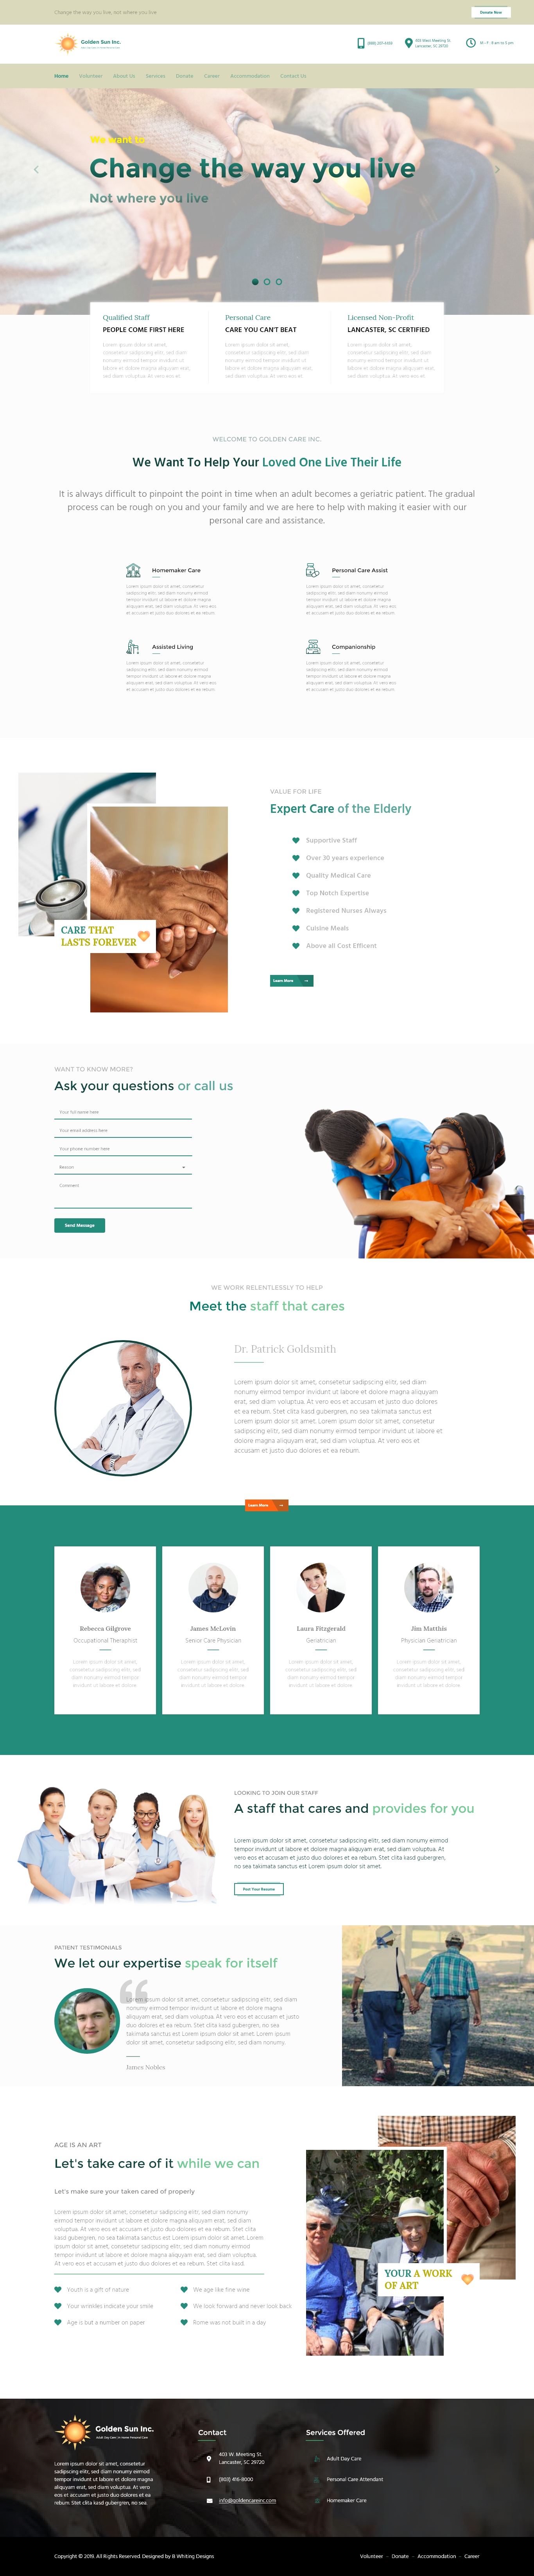 Change the way you live, not where you live
Donate Now
Golden Sun Inc.
403 West Meeting St
Lancaster, SC 29720
M - F : 9 am to 5 pm
Home Volunteer About Us Services Donate Career Accommodation Contact Us
We want to
Change the way you live
Not where you live
Qualified Staff
PEOPLE COME FIRST HERE
Lorem ipsum dolor sit amet,
consetetur sadipscing elitr, sed diam
nonumy eirmod tempor invidunt ut
labore et dolore magna aliquyam erat,
sed diam voluptua. At vero eos et
Personal Care
CARE YOU CAN'T BEAT
Lorem ipsum dolor sit amet,
consetetur sadipscing elitr, sed diam
nonumy eirmod tempor invidunt ut
labore et dolore magna aliquyam erat,
sed diam voluptua. At vero eos et
Licensed Non-Profit
LANCASTER, SC CERTIFIED
Lorem ipsum dolor sit amet,
consetetur sadipscing elitr, sed diam
nonumy eirmod tempor invidunt ut
labore et dolore magna aliquyam erat,
sed diam voluptua. At vero eos et
WELCOME TO GOLDEN CARE INC.
We Want To Help Your Loved One Live Their Life
It is always difficult to pinpoint the point in time when an adult becomes a geriatric patient. The gradual
process can be rough on you and your family and we are here to help with making it easier with our
personal care and assistance.
Homemaker Care
Lorem ipsum dolor sit amet, consetetur
sadipscing elitr, sed diam nonumy eirmod
tempor invidunt ut labore et dolore magna
aliquyam erat, sed diam voluptua. At vero eos
et accusam et justo duo dolores et ea rebum.
Personal Care Assist
Lorem ipsum dolor sit amet, consetetur
sadipscing elitr, sed diam nonumy eirmod
tempor invidunt ut labore et dolore magna
aliquyam erat, sed diam voluptua. At vero eos
et accusam et justo duo dolores et ea rebum.
Assisted Living
Lorem ipsum dolor sit amet, consetetur
sadipscing elitr, sed diam nonumy eirmod
tempor invidunt ut labore et dolore magna
aliquyam erat, sed diam voluptua. At vero eos
et accusam et justo duo dolores et ea rebum.
Companionship
Lorem ipsum dolor sit amet, consetetur
sadipscing elitr, sed diam nonumy eirmod
tempor invidunt ut labore et dolore magna
aliquyam erat, sed diam voluptua. At vero eos
et accusam et justo duo dolores et ea rebum.
CARE THAT
LASTS FOREVER
VALUE FOR LIFE
Expert Care of the Elderly
Supportive Staff
Over 30 years experience
Quality Medical Care
Top Notch Expertise
Registered Nurses Always
Cuisine Meals
Above all Cost Efficent
Learn More
WANT TO KNOW MORE?
Ask your questions or call us
Your full name here
Your email address here
Your phone number here
Reason
Comment
Send Message
WE WORK RELENTLESSLY TO HELP
Meet the staff that cares
Dr. Patrick Goldsmith
Lorem ipsum dolor sit amet, consetetur sadipscing elitr, sed diam
nonumy eirmod tempor invidunt ut labore et dolore magna aliquyam
erat, sed diam voluptua. At vero eos et accusam et justo duo dolores
et ea rebum. Stet clita kasd gubergren, no sea takimata sanctus est
Lorem ipsum dolor sit amet. Lorem ipsum dolor sit amet, consetetur
sadipscing elitr, sed diam nonumy eirmod tempor invidunt ut labore et
dolore magna aliquyam erat, sed diam voluptua. At vero eos et
accusam et justo duo dolores et ea rebum.
Learn More
Rebecca Gilgrove
Occupational Theraphist
Lorem ipsum dolor sit amet,
consetetur sadipscing elitr, sed
diam nonumy eirmod tempor
invidunt ut labore et dolore
James McLovin
Senior Care Physician
Lorem ipsum dolor sit amet,
consetetur sadipscing elitr, sed
diam nonumy eirmod tempor
invidunt ut labore et dolore
Laura Fitzgerald
Geriatrician
Lorem ipsum dolor sit amet,
consetetur sadipscing elitr, sed
diam nonumy eirmod tempor
invidunt ut labore et dolore
Jim Matthis
Physician Geriatrician
Lorem ipsum dolor sit amet,
consetetur sadipscing elitr, sed
diam nonumy eirmod tempor
invidunt ut labore et dolore
LOOKING TO JOIN OUR STAFF
A staff that cares and provides for you
Lorem ipsum dolor sit amet, consetetur sadipscing elitr, sed diam nonumy eirmod
tempor invidunt ut labore et dolore magna aliquyam erat, sed diam voluptua. At
vero eos et accusam et justo duo dolores et ea rebum. Stet clita kasd gubergren,
no sea takimata sanctus est Lorem ipsum dolor sit amet.
Post Your Resume
PATIENT TESTIMONIALS
We let our expertise speak for itself
Lorem ipsum dolor sit amet, consetetur sadipscing elitr, sed diam
nonumy eirmod tempor invidunt ut labore et dolore magna aliquyam
erat, sed diam voluptua. At vero eos et accusam et justo duo
dolores et ea rebum. Stet clita kasd gubergren, no sea
takimata sanctus est Lorem ipsum dolor sit amet. Lorem ipsum
dolor sit amet, consetetur sadipscing elitr, sed diam nonumy.
James Nobles
AGE IS AN ART
Let's take care of it while we can
Let's make sure your taken cared of properly
Lorem ipsum dolor sit amet, consetetur sadipscing elitr, sed diam nonumy
eirmod tempor invidunt ut labore et dolore magna aliquyam erat, sed diam
voluptua. At vero eos et accusam et justo duo dolores et ea rebum. Stet clita
kasd gubergren, no sea takimata sanctus est Lorem ipsum dolor sit amet. Lorem
ipsum dolor sit amet, consetetur sadipscing elitr, sed diam nonumy eirmod
tempor invidunt ut labore et dolore magna aliquyam erat, sed diam voluptua.
At vero eos et accusam et justo duo dolores et ea rebum. Stet clita kasd.
Youth is a gift of nature
Your wrinkles indicate your smile
Age is but a number on paper
We age like fine wine
We look forward and never look back
Rome was not built in a day
YOUR A WORK
OF ART
Golden Sun Inc.
Adult Day Care | In-Home Personal Care
Lorem ipsum dolor sit amet, consetetur
sadipscing elitr, sed diam nonumy eirmod
tempor invidunt ut labore et dolore magna
aliquyam erat, sed diam voluptua. At vero
eos et accusam et justo duo dolores et ea
rebum. Stet clita kasd gubergren, no sea.
Contact
403 W. Meeting St.
Lancaster, SC 29720
(803) 416-8000
info@goldencareinc.com
Services Offered
Adult Day Care
Personal Care Attendant
Homemaker Care
Copyright © 2019. All Rights Reserved. Designed by B.Whiting Designs
Volunteer - Donate - Accommodation - Career